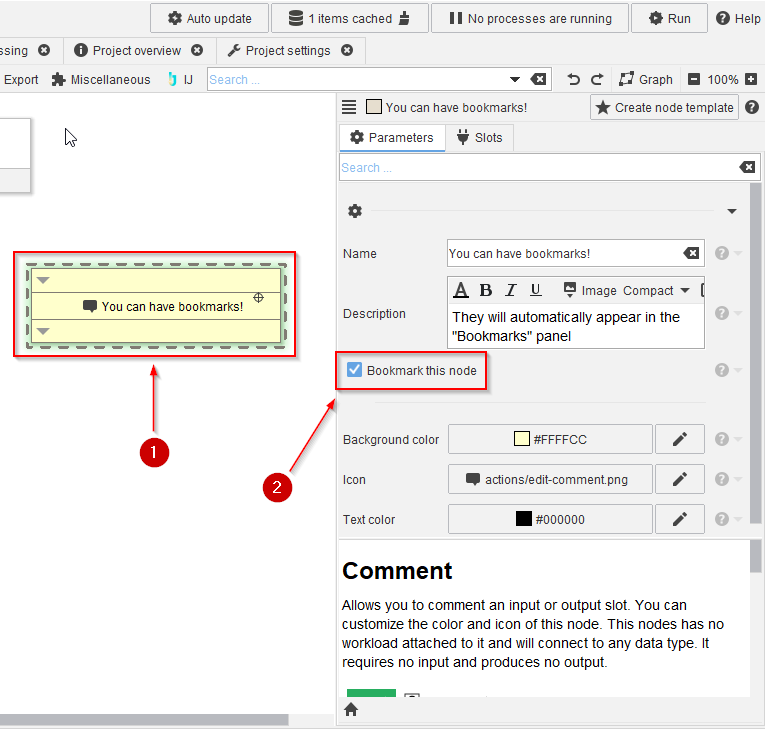 Auto update 1 items cached No processes are running Run Help
ssing Project overview Project settings
Export Miscellaneous IJ Search ... Graph 100%
You can have bookmarks! Create node template
Parameters Slots
Search ...
Name You can have bookmarks!
B I U Image Compact
Description They will automatically appear in the
"Bookmarks" panel
Bookmark this node
Background color #FFFFCC
Icon actions/edit-comment.png
Text color #000000
Comment
Allows you to comment an input or output slot. You can
customize the color and icon of this node. This nodes has no
workload attached to it and will connect to any data type. It
requires no input and produces no output.
You can have bookmarks!
1
2